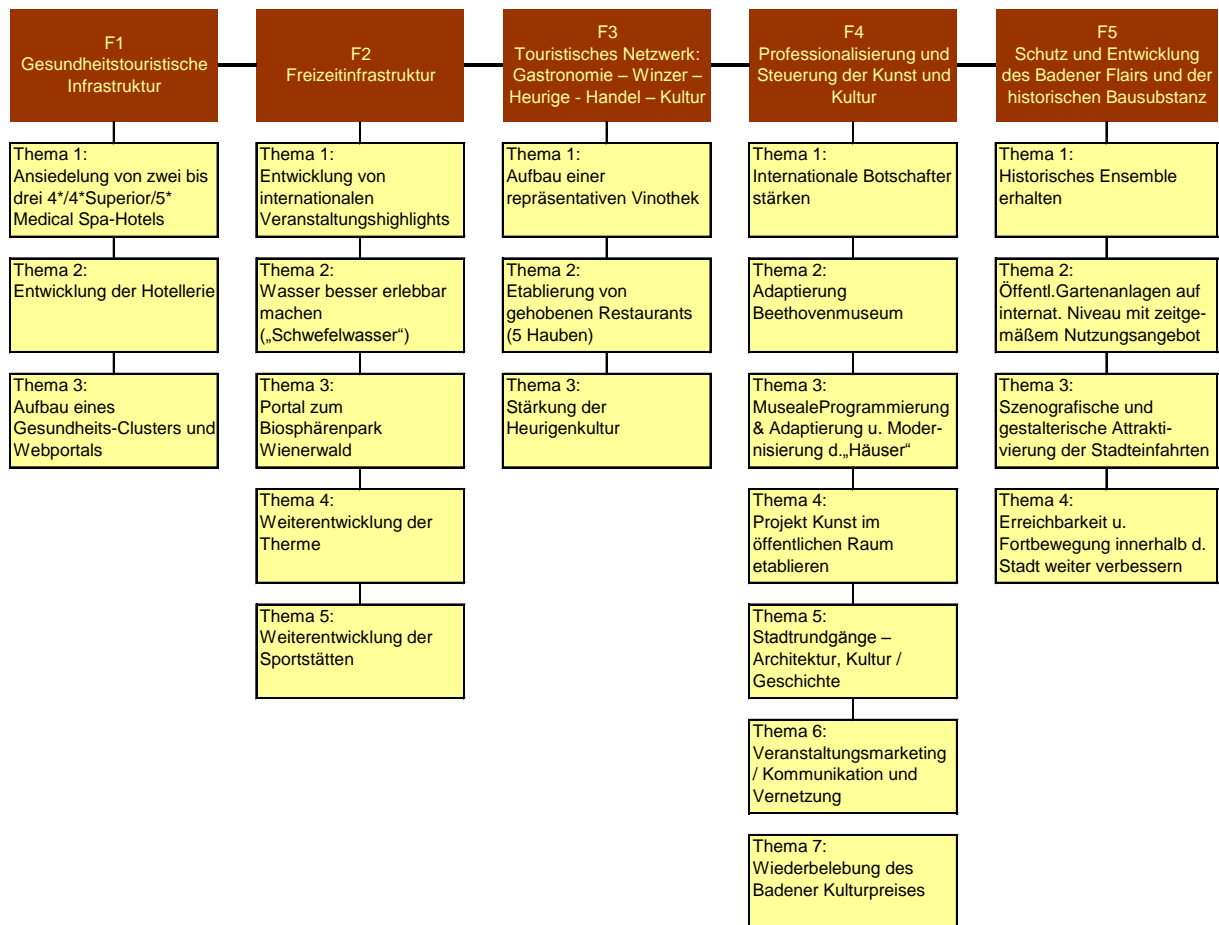 F1
Gesundheitstouristische
Infrastruktur
F2
Freizeitinfrastruktur
F3
Touristisches Netzwerk:
Gastronomie – Winzer –
Heurige - Handel – Kultur
F4
Professionalisierung und
Steuerung der Kunst und
Kultur
F5
Schutz und Entwicklung
des Badener Flairs und der
historischen Bausubstanz
Thema 1:
Ansiedelung von zwei bis
drei 4*/4*Superior/5*
Medical Spa-Hotels
Thema 2:
Entwicklung der Hotellerie
Thema 3:
Aufbau eines
Gesundheits-Clusters und
Webportals
Thema 1:
Entwicklung von
internationalen
Veranstaltungshighlights
Thema 2:
Wasser besser erlebbar
machen
(„Schwefelwasser“)
Thema 3:
Portal zum
Biosphärenpark
Wienerwald
Thema 4:
Weiterentwicklung der
Therme
Thema 5:
Weiterentwicklung der
Sportstätten
Thema 1:
Aufbau einer
repräsentativen Vinothek
Thema 2:
Etablierung von
gehobenen Restaurants
(5 Hauben)
Thema 3:
Stärkung der
Heurigenkultur
Thema 1:
Internationale Botschafter
stärken
Thema 2:
Adaptierung
Beethovenmuseum
Thema 3:
MusealeProgrammierung
& Adaptierung u. Moder-
nisierung d.„Häuser“
Thema 4:
Projekt Kunst im
öffentlichen Raum
etablieren
Thema 5:
Stadtrundgänge –
Architektur, Kultur /
Geschichte
Thema 6:
Veranstaltungsmarketing
/ Kommunikation und
Vernetzung
Thema 7:
Wiederbelebung des
Badener Kulturpreises
Thema 1:
Historisches Ensemble
erhalten
Thema 2:
Öffentl.Gartenanlagen auf
internat. Niveau mit zeitge-
mäßem Nutzungsangebot
Thema 3:
Szenografische und
gestalterische Attrakti-
vierung der Stadteinfahrten
Thema 4:
Erreichbarkeit u.
Fortbewegung innerhalb d.
Stadt weiter verbessern